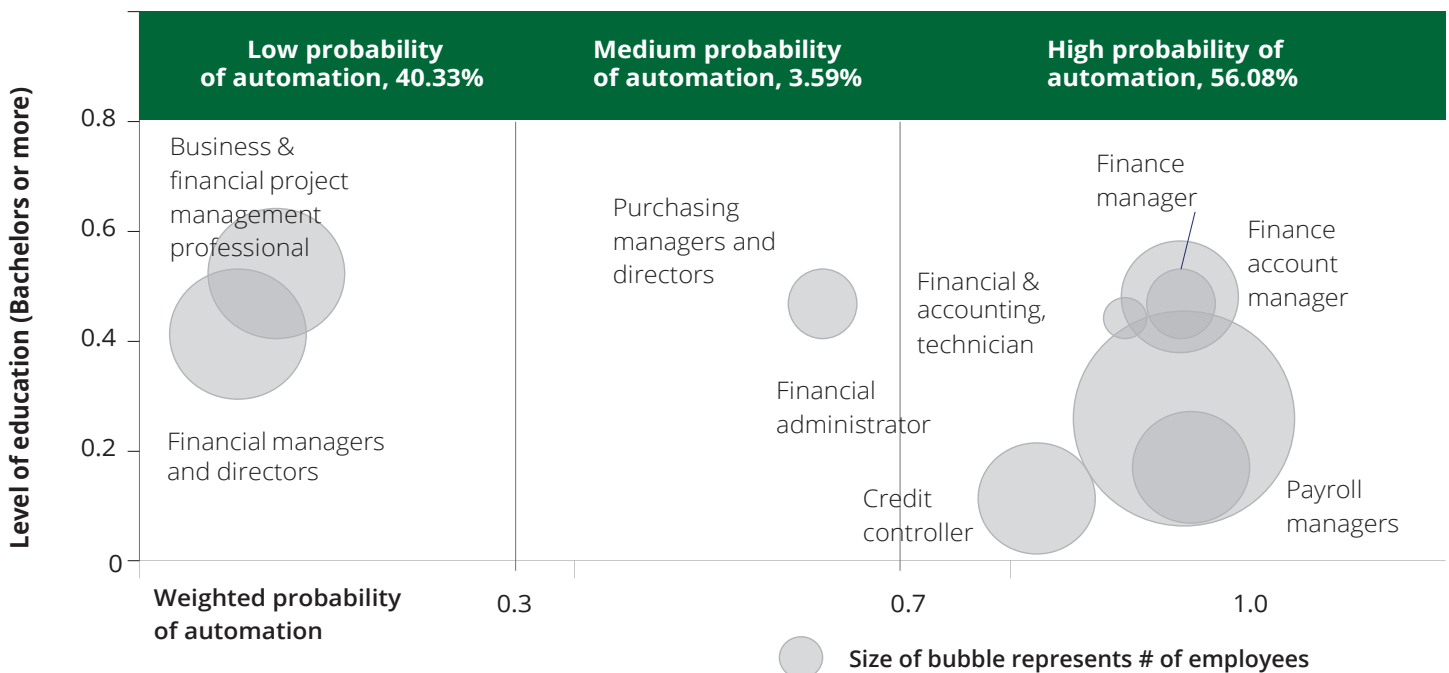 Low probability
of automation, 40.33%
Medium probability
of automation, 3.59%
High probability of
automation, 56.08%
Level of education (Bachelors or more)
0.8
0.6
0.4
0.2
0
Business &
financial project
management
professional
Financial managers
and directors
Purchasing
managers and
directors
Financial
administrator
Finance
manager
Finance
account
manager
Financial &
accounting,
technician
Credit
controller
Payroll
managers
Weighted probability
of automation
0.3
0.7
1.0
Size of bubble represents # of employees